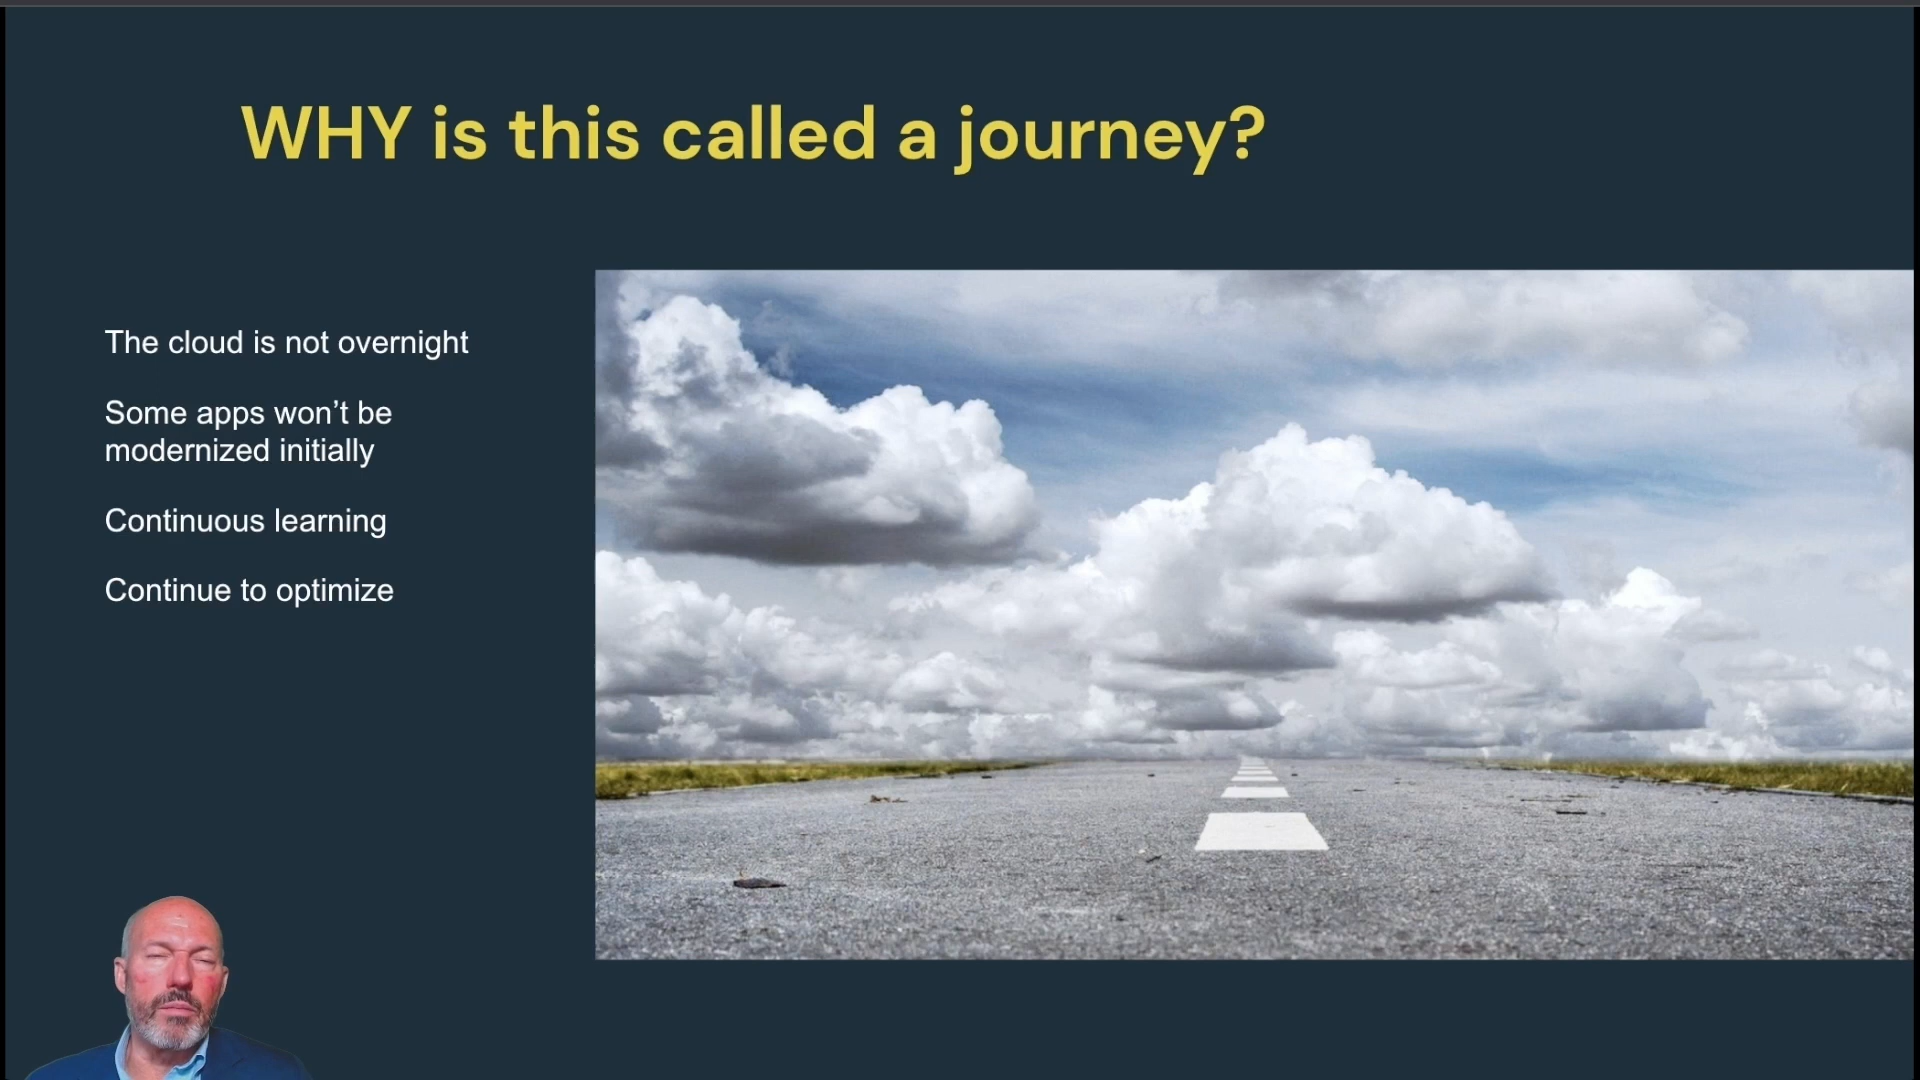 WHY is this called a journey?
The cloud is not overnight
Some apps won’t be
modernized initially
Continuous learning
Continue to optimize